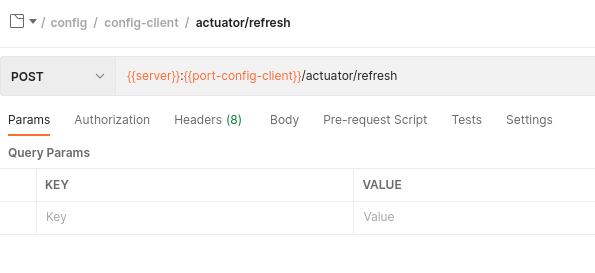 / config / config-client / actuator/refresh
POST {{server}}:{{port-config-client}}/actuator/refresh
Params Authorization Headers (8) Body Pre-request Script Tests Settings
Query Params
KEY VALUE
Key Value